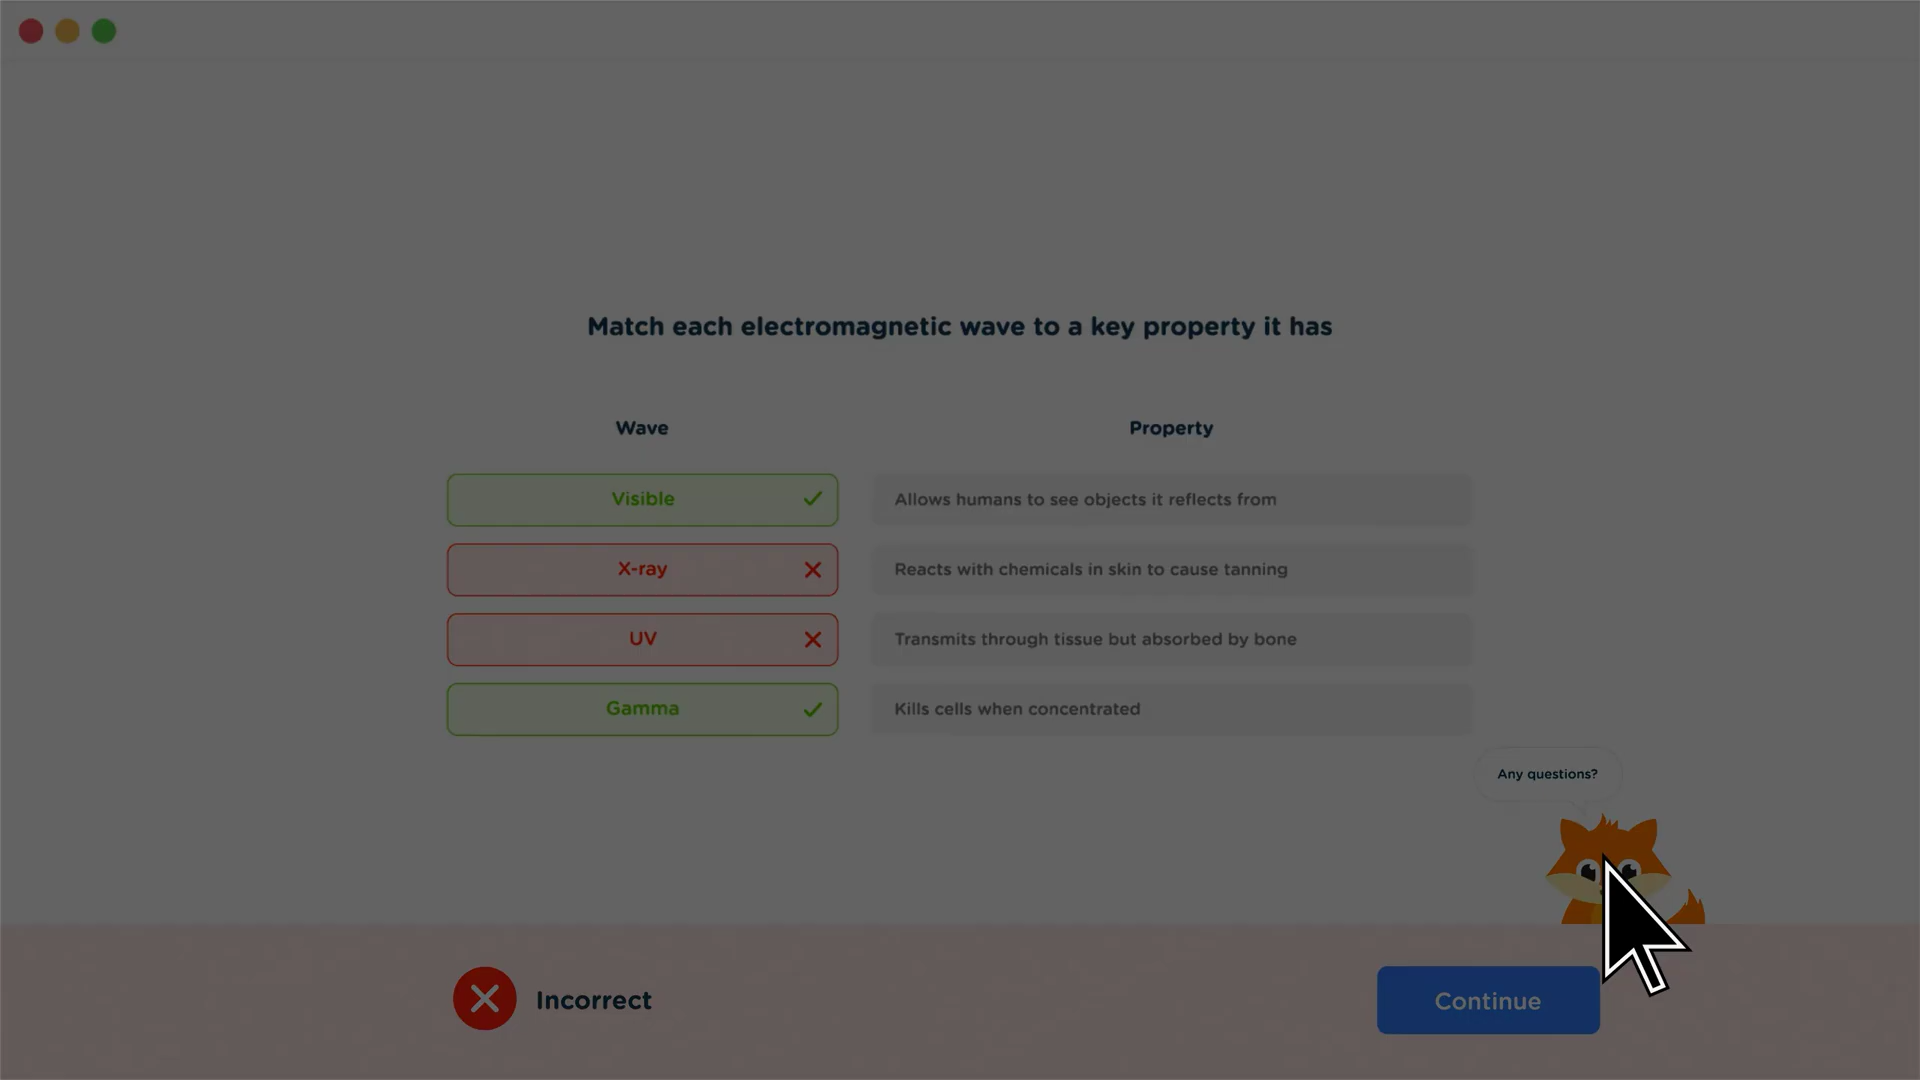 Match each electromagnetic wave to a key property it has
Wave
Property
Visible
Allows humans to see objects it reflects from
X-ray
Reacts with chemicals in skin to cause tanning
UV
Transmits through tissue but absorbed by bone
Gamma
Kills cells when concentrated
Any questions?
Incorrect
Continue